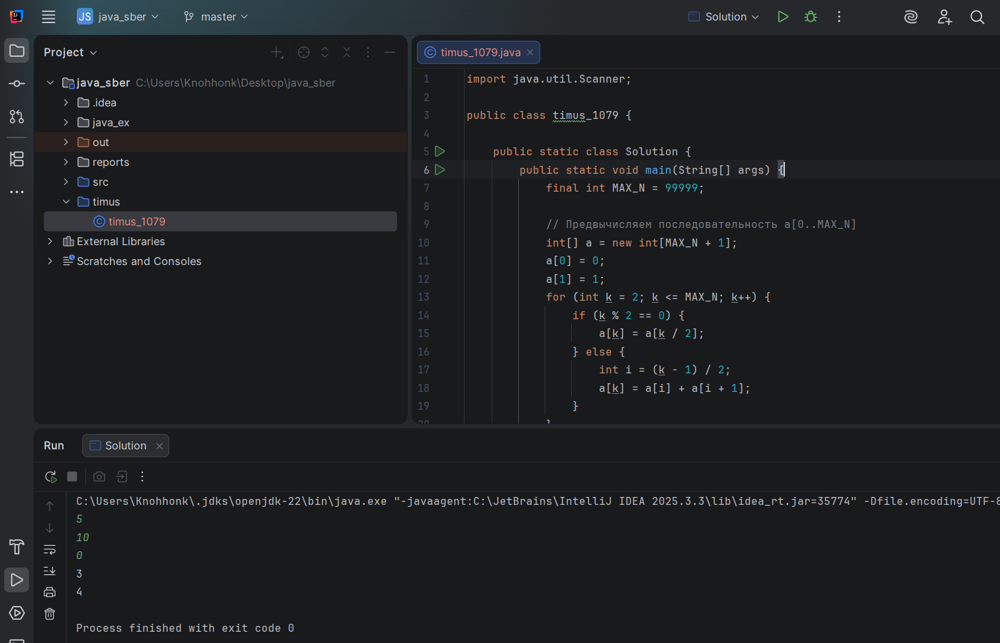 JS java_sber master Solution
Project
java_sber C:\Users\Knohhonk\Desktop\java_sber
.idea
java_ex
out
reports
src
timus
timus_1079
External Libraries
Scratches and Consoles
timus_1079.java
1 import java.util.Scanner;
2
3 public class timus_1079 {
4
5 public static class Solution {
6 public static void main(String[] args) {
7 final int MAX_N = 99999;
8
9 // Предвычисляем последовательность a[0..MAX_N]
10 int[] a = new int[MAX_N + 1];
11 a[0] = 0;
12 a[1] = 1;
13 for (int k = 2; k <= MAX_N; k++) {
14 if (k % 2 == 0) {
15 a[k] = a[k / 2];
16 } else {
17 int i = (k - 1) / 2;
18 a[k] = a[i] + a[i + 1];
19 }
Run Solution
C:\Users\Knohhonk\.jdks\openjdk-22\bin\java.exe "-javaagent:C:\JetBrains\IntelliJ IDEA 2025.3.3\lib\idea_rt.jar=35774" -Dfile.encoding=UTF-8
5
10
0
3
4
Process finished with exit code 0